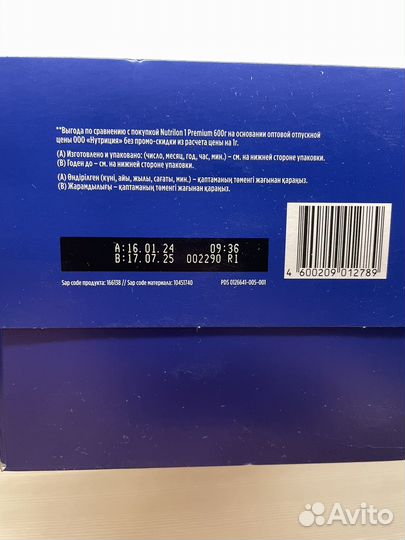 **Выгода по сравнению с покупкой Nutrilon 1 Premium 600г на основании оптовой отпускной
цены ООО «Нутриция» без промо-скидки из расчета цены на 1г.
(А) Изготовлено и упаковано: (число, месяц, год, час, мин.) – см. на нижней стороне упаковки.
(В) Годен до – см. на нижней стороне упаковки.
(А) Өндірілген (күні, айы, жылы, сағаты, мин.) – қаптаманың төменгі жағынан қараңыз.
(В) Жарамдылығы – қаптаманың төменгі жағынан қараңыз.
A:16.01.24 09:36
B:17.07.25 002290 R1
Sap code продукта: 166138 // Sap code материала: 10451740
PDS 0126641-005-001
4 600209 012789
Avito